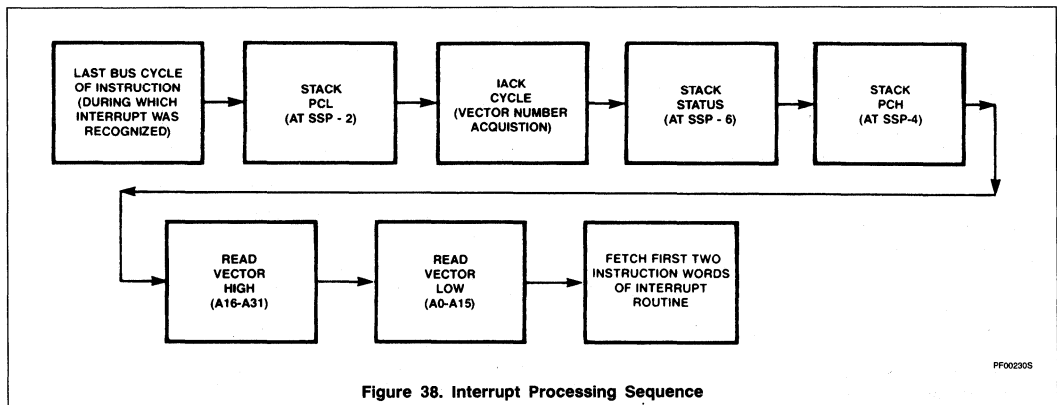 LAST BUS CYCLE
OF INSTRUCTION
(DURING WHICH
INTERRUPT WAS
RECOGNIZED)
STACK
PCL
(AT SSP - 2)
IACK
CYCLE
(VECTOR NUMBER
ACQUISTION)
STACK
STATUS
(AT SSP - 6)
STACK
PCH
(AT SSP-4)
READ
VECTOR
HIGH
(A16-A31)
READ
VECTOR
LOW
(A0-A15)
FETCH FIRST TWO
INSTRUCTION WORDS
OF INTERRUPT
ROUTINE
PF00230S
Figure 38. Interrupt Processing Sequence